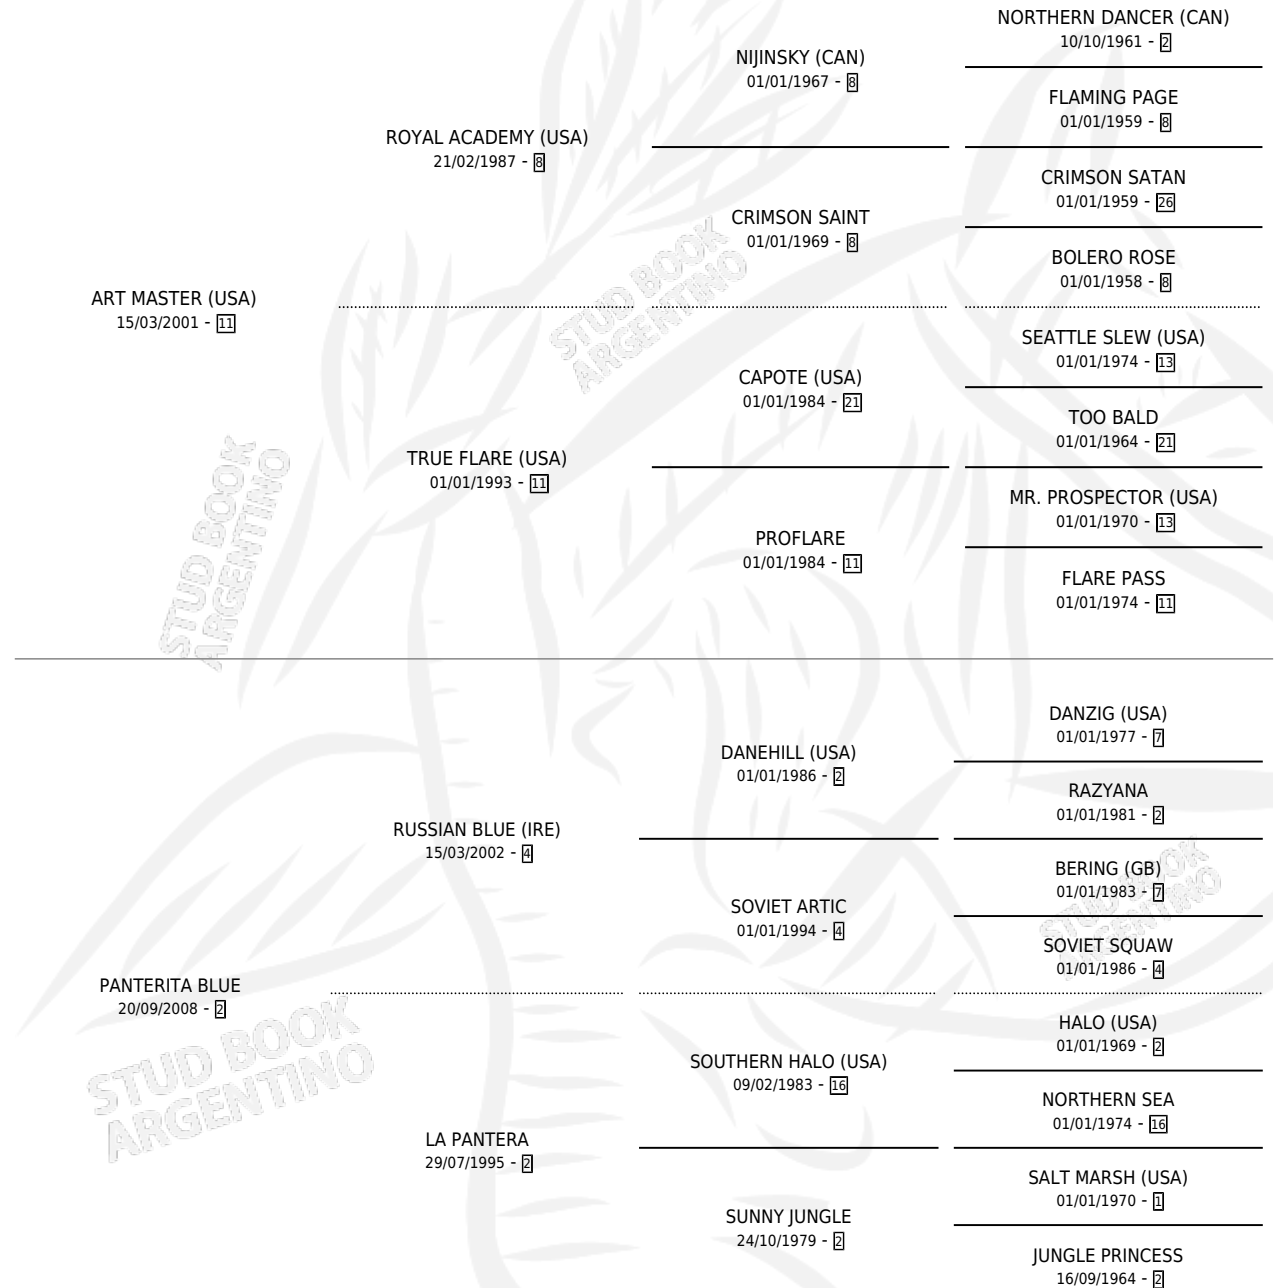 NORTHERN DANCER (CAN)
10/10/1961 - 2
NIJINSKY (CAN)
01/01/1967 - 8
FLAMING PAGE
01/01/1959 - 8
ROYAL ACADEMY (USA)
21/02/1987 - 8
CRIMSON SATAN
01/01/1959 - 26
CRIMSON SAINT
01/01/1969 - 8
BOLERO ROSE
01/01/1958 - 8
ART MASTER (USA)
15/03/2001 - 11
SEATTLE SLEW (USA)
01/01/1974 - 13
CAPOTE (USA)
01/01/1984 - 21
TOO BALD
01/01/1964 - 21
TRUE FLARE (USA)
01/01/1993 - 11
MR. PROSPECTOR (USA)
01/01/1970 - 13
PROFLARE
01/01/1984 - 11
FLARE PASS
01/01/1974 - 11
STUD BOOK
ARGENTINO
STUD BOOK
ARGENTINO
DANZIG (USA)
01/01/1977 - 7
DANEHILL (USA)
01/01/1986 - 2
RAZYANA
01/01/1981 - 2
RUSSIAN BLUE (IRE)
15/03/2002 - 4
BERING (GB)
01/01/1983 - 7
SOVIET ARTIC
01/01/1994 - 4
SOVIET SQUAW
01/01/1986 - 4
PANTERITA BLUE
20/09/2008 - 2
HALO (USA)
01/01/1969 - 2
SOUTHERN HALO (USA)
09/02/1983 - 16
NORTHERN SEA
01/01/1974 - 16
LA PANTERA
29/07/1995 - 2
SALT MARSH (USA)
01/01/1970 - 1
SUNNY JUNGLE
24/10/1979 - 2
JUNGLE PRINCESS
16/09/1964 - 2
STUD BOOK
ARGENTINO
STUD BOOK
ARGENTINO